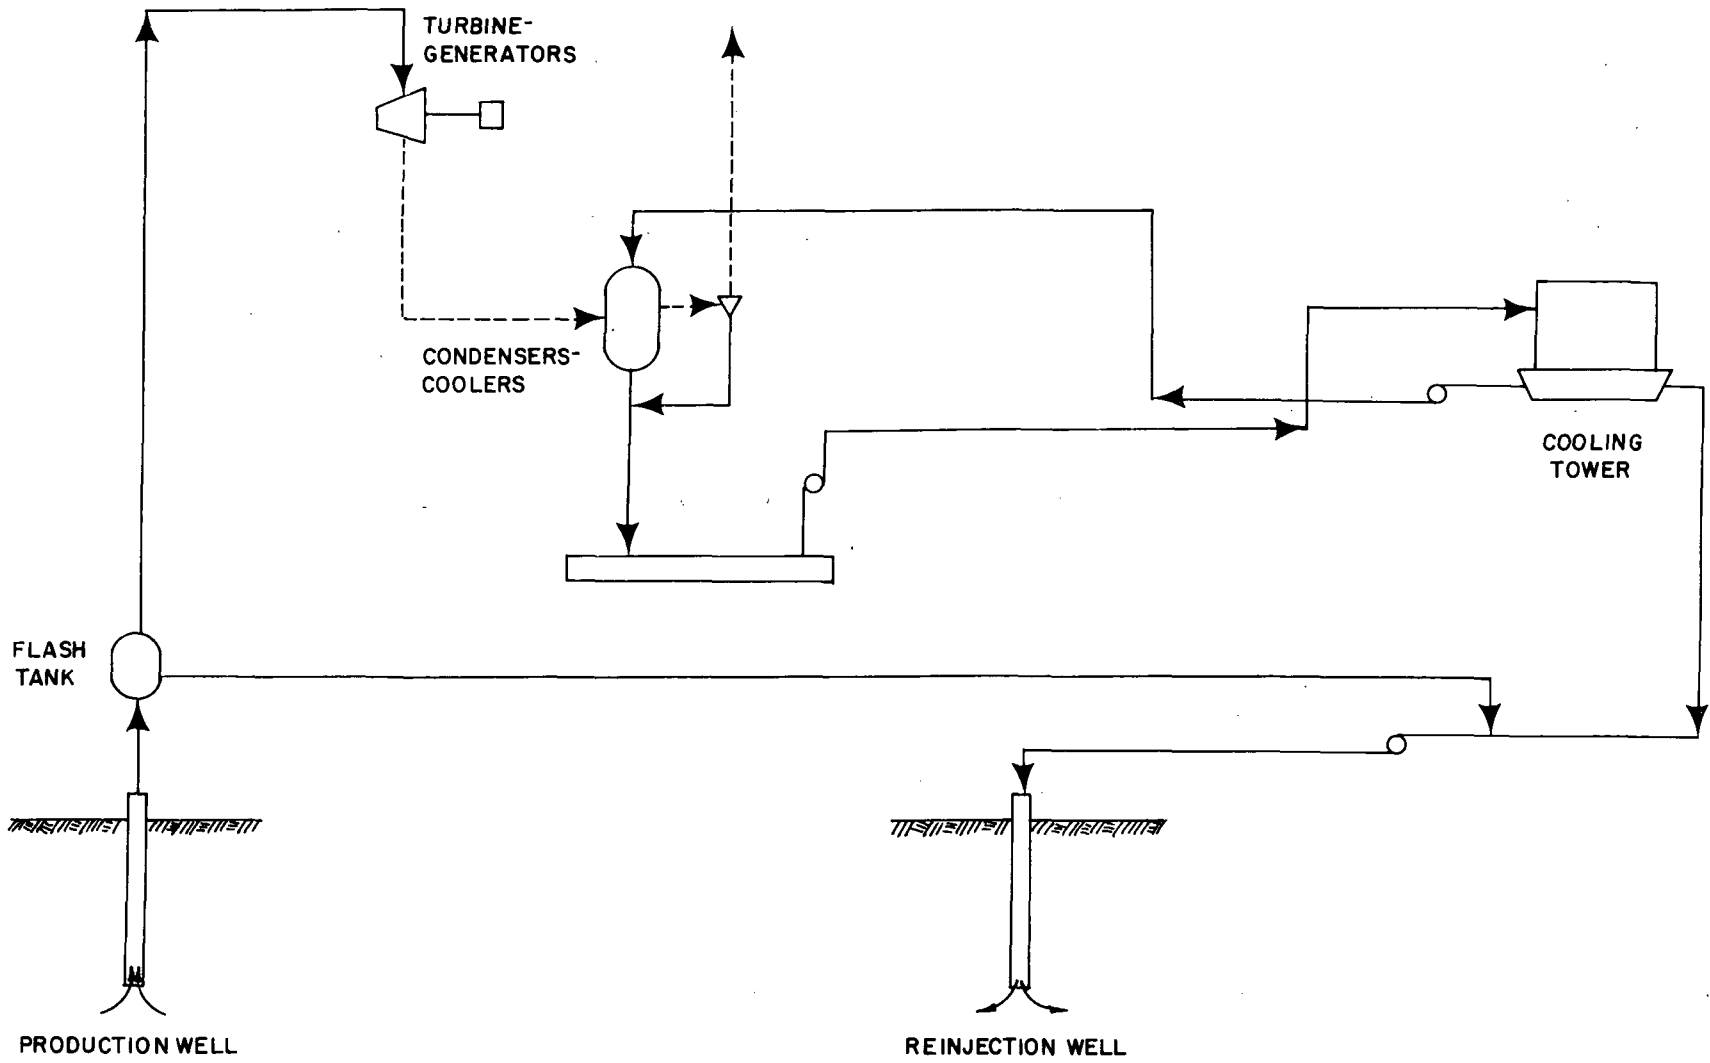 TURBINE-
GENERATORS
CONDENSERS-
COOLERS
COOLING
TOWER
FLASH
TANK
PRODUCTION WELL
REINJECTION WELL